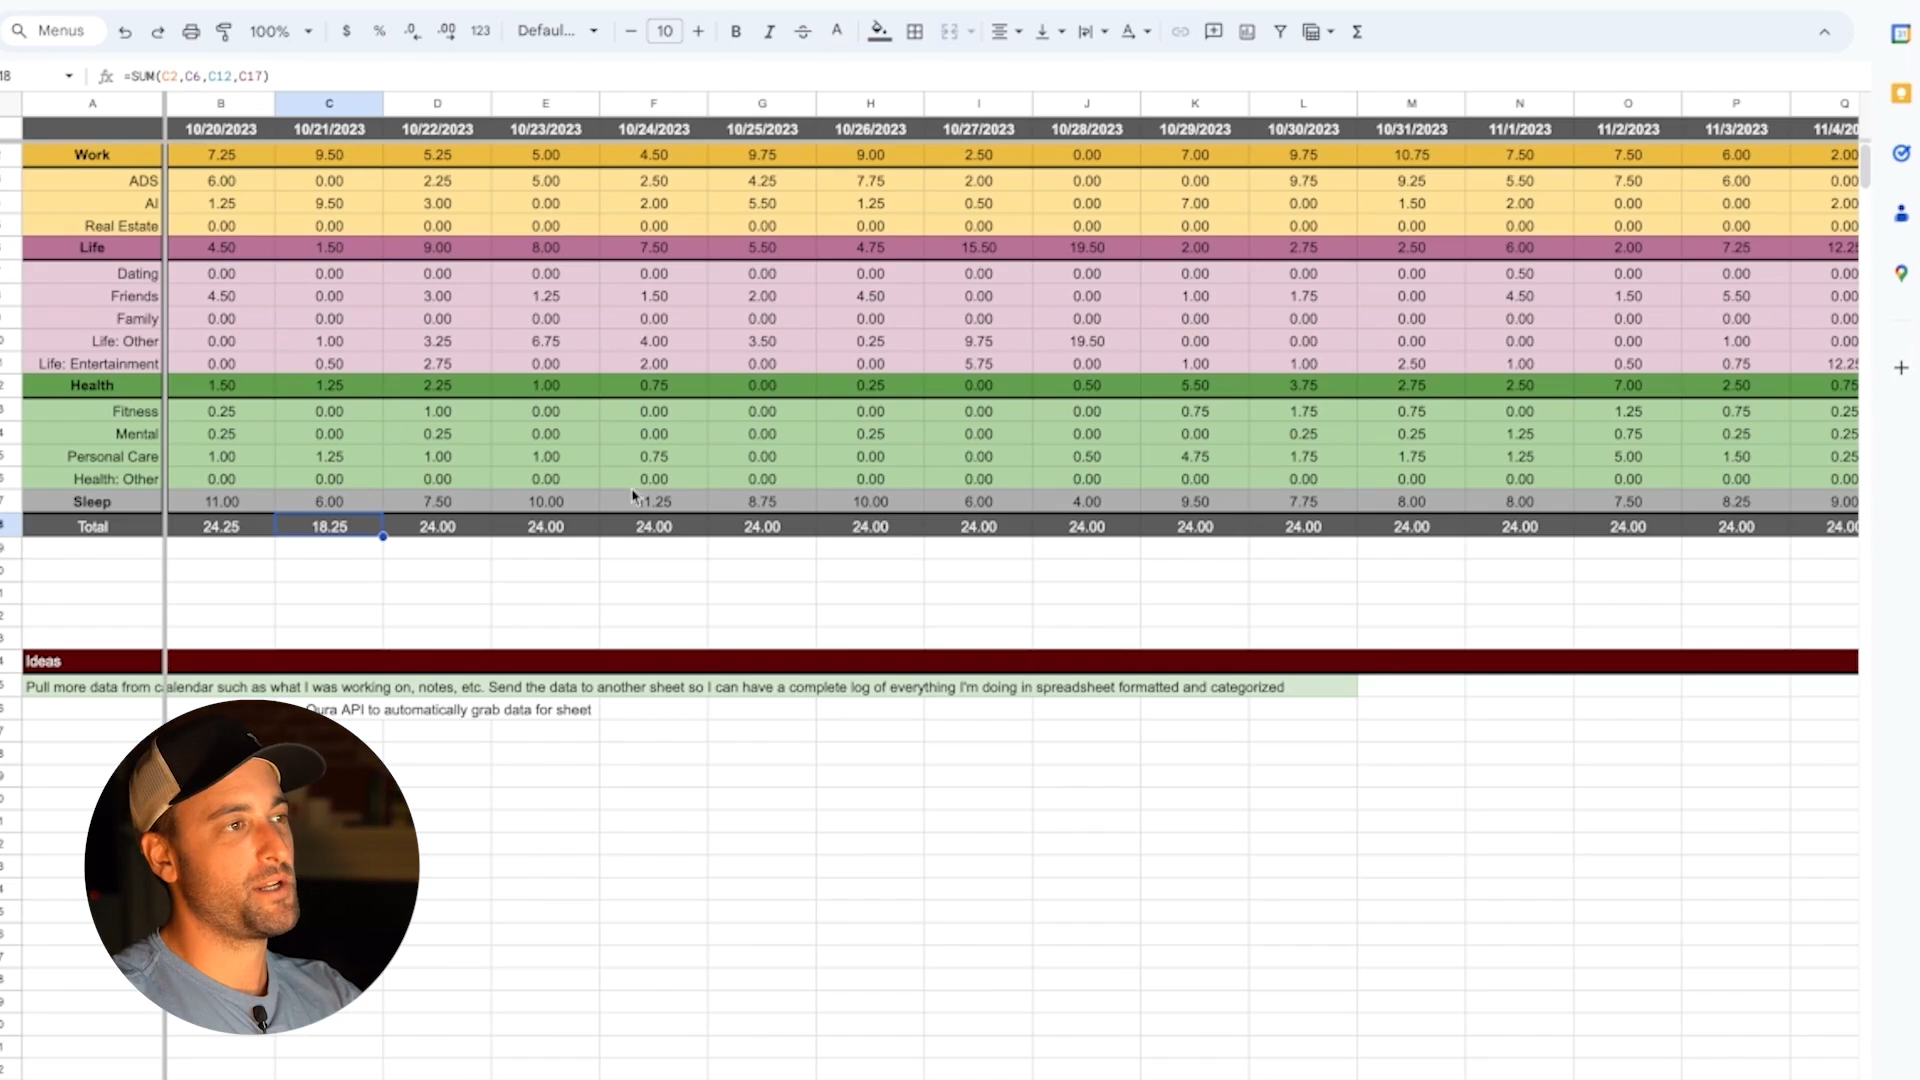 Menus 100% $ % .0 .00 123 Defaul... 10 B I A
18 =SUM(C2,C6,C12,C17)
A B C D E F G H I J K L M N O P Q
10/20/2023 10/21/2023 10/22/2023 10/23/2023 10/24/2023 10/25/2023 10/26/2023 10/27/2023 10/28/2023 10/29/2023 10/30/2023 10/31/2023 11/1/2023 11/2/2023 11/3/2023 11/4/20
Work 7.25 9.50 5.25 5.00 4.50 9.75 9.00 2.50 0.00 7.00 9.75 10.75 7.50 7.50 6.00 2.00
ADS 6.00 0.00 2.25 5.00 2.50 4.25 7.75 2.00 0.00 0.00 9.75 9.25 5.50 7.50 6.00 0.00
AI 1.25 9.50 3.00 0.00 2.00 5.50 1.25 0.50 0.00 7.00 0.00 1.50 2.00 0.00 0.00 2.00
Real Estate 0.00 0.00 0.00 0.00 0.00 0.00 0.00 0.00 0.00 0.00 0.00 0.00 0.00 0.00 0.00 0.00
Life 4.50 1.50 9.00 8.00 7.50 5.50 4.75 15.50 19.50 2.00 2.75 2.50 6.00 2.00 7.25 12.25
Dating 0.00 0.00 0.00 0.00 0.00 0.00 0.00 0.00 0.00 0.00 0.00 0.00 0.50 0.00 0.00 0.00
Friends 4.50 0.00 3.00 1.25 1.50 2.00 4.50 0.00 0.00 1.00 1.75 0.00 4.50 1.50 5.50 0.00
Family 0.00 0.00 0.00 0.00 0.00 0.00 0.00 0.00 0.00 0.00 0.00 0.00 0.00 0.00 0.00 0.00
Life: Other 0.00 1.00 3.25 6.75 4.00 3.50 0.25 9.75 19.50 0.00 0.00 0.00 0.00 0.00 1.00 0.00
Life: Entertainment 0.00 0.50 2.75 0.00 2.00 0.00 0.00 5.75 0.00 1.00 1.00 2.50 1.00 0.50 0.75 12.25
Health 1.50 1.25 2.25 1.00 0.75 0.00 0.25 0.00 0.50 5.50 3.75 2.75 2.50 7.00 2.50 0.75
Fitness 0.25 0.00 1.00 0.00 0.00 0.00 0.00 0.00 0.00 0.75 1.75 0.75 0.00 1.25 0.75 0.25
Mental 0.25 0.00 0.25 0.00 0.00 0.00 0.25 0.00 0.00 0.00 0.25 0.25 1.25 0.75 0.25 0.25
Personal Care 1.00 1.25 1.00 1.00 0.75 0.00 0.00 0.00 0.50 4.75 1.75 1.75 1.25 5.00 1.50 0.25
Health: Other 0.00 0.00 0.00 0.00 0.00 0.00 0.00 0.00 0.00 0.00 0.00 0.00 0.00 0.00 0.00 0.00
Sleep 11.00 6.00 7.50 10.00 11.25 8.75 10.00 6.00 4.00 9.50 7.75 8.00 8.00 7.50 8.25 9.00
Total 24.25 18.25 24.00 24.00 24.00 24.00 24.00 24.00 24.00 24.00 24.00 24.00 24.00 24.00 24.00 24.00
Ideas
Pull more data from calendar such as what I was working on, notes, etc. Send the data to another sheet so I can have a complete log of everything I'm doing in spreadsheet formatted and categorized
Oura API to automatically grab data for sheet